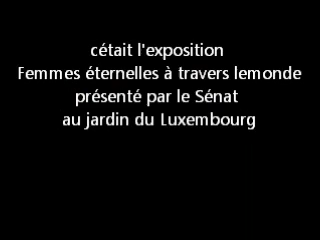 cétait l'exposition
Femmes éternelles à travers lemonde
présenté par le Sénat
au jardin du Luxembourg